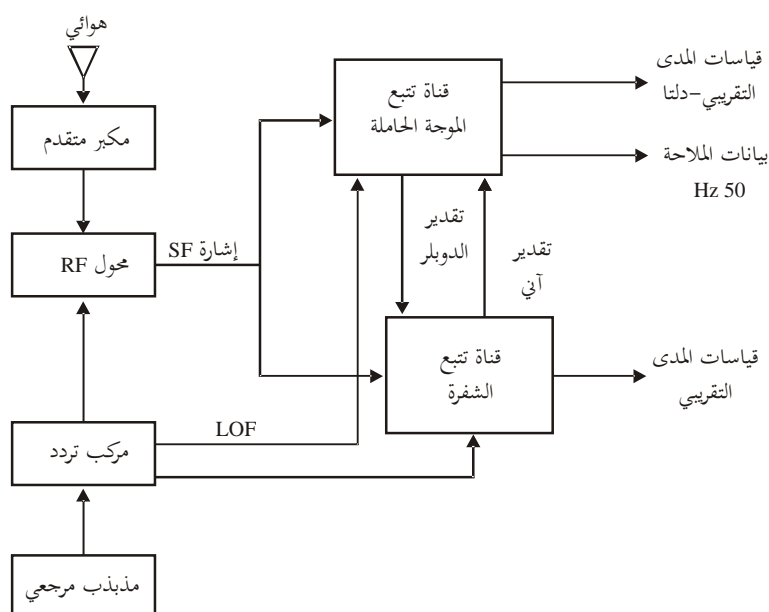 هوائي
مكبر متقدم
محول RF
إشارة SF
مركب تردد
LOF
مذبذب مرجعي
قناة تتبع
الموجة الحاملة
قياسات المدى
التقريبي-دلتا
بيانات الملاحة
Hz 50
تقدير
الدوبلر
تقدير
آني
قناة تتبع
الشفرة
قياسات المدى
التقريبي